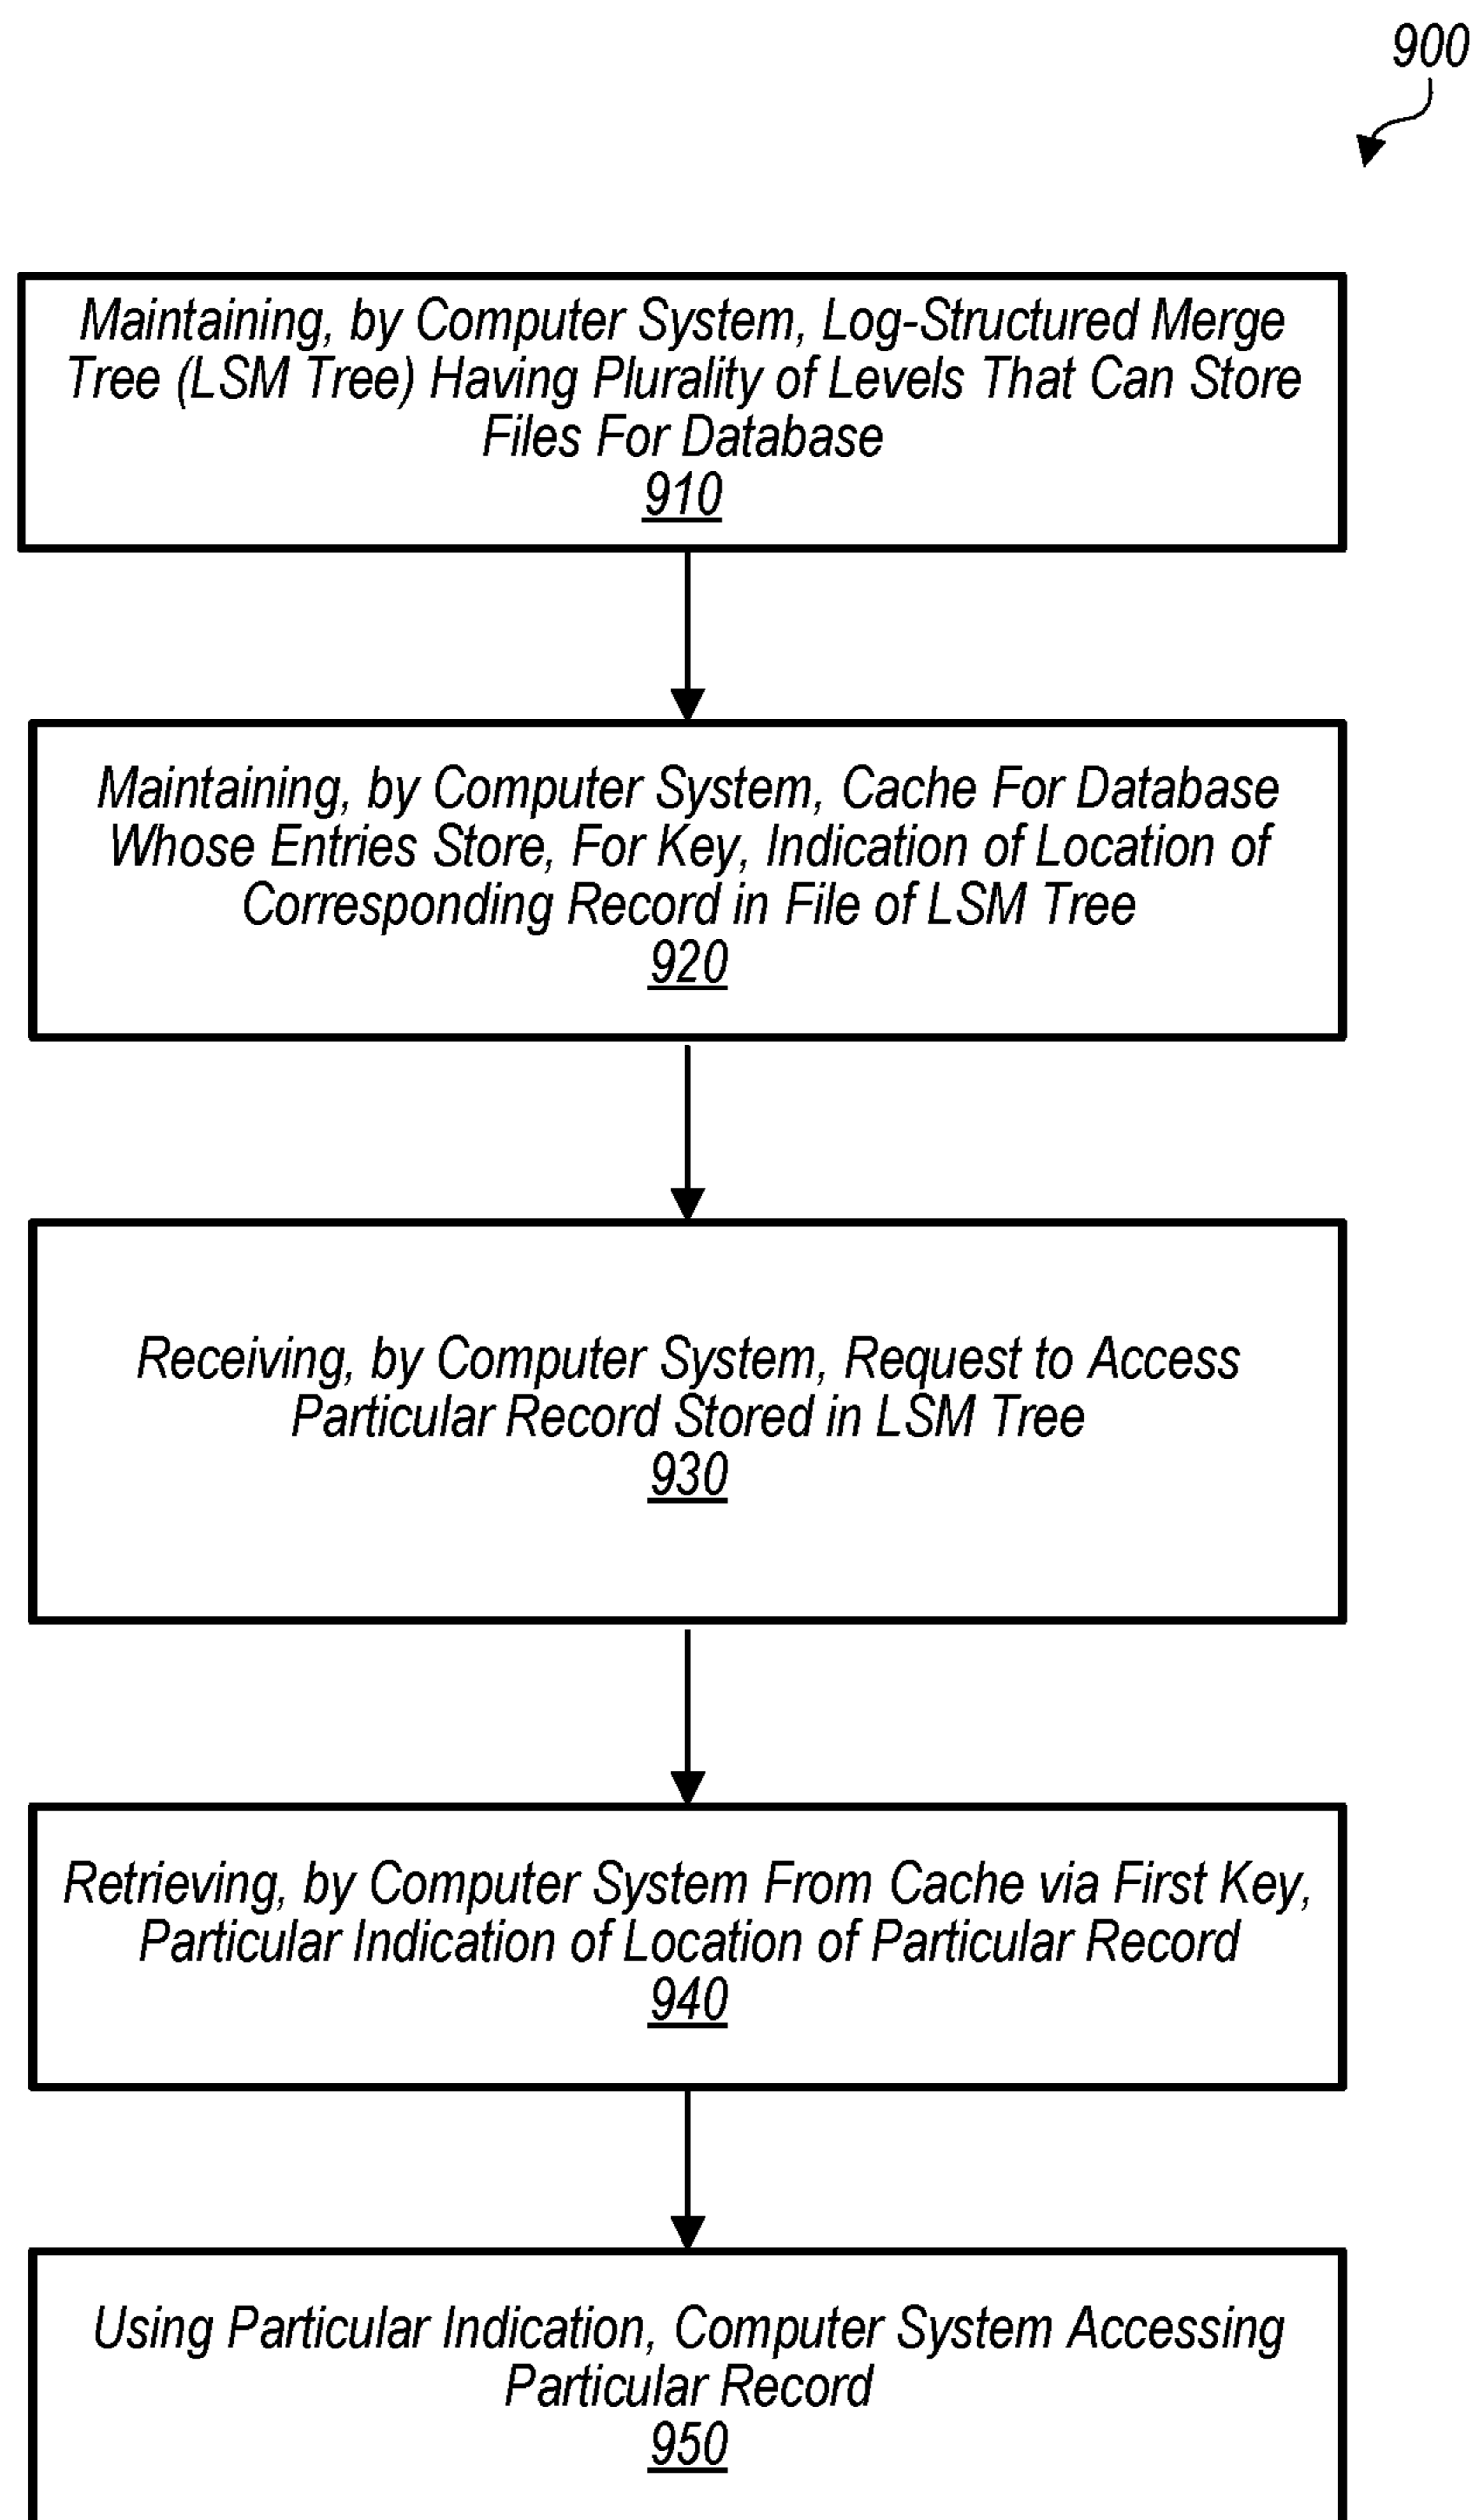 900
Maintaining, by Computer System, Log-Structured Merge
Tree (LSM Tree) Having Plurality of Levels That Can Store
Files For Database
910
Maintaining, by Computer System, Cache For Database
Whose Entries Store, For Key, Indication of Location of
Corresponding Record in File of LSM Tree
920
Receiving, by Computer System, Request to Access
Particular Record Stored in LSM Tree
930
Retrieving, by Computer System From Cache via First Key,
Particular Indication of Location of Particular Record
940
Using Particular Indication, Computer System Accessing
Particular Record
950